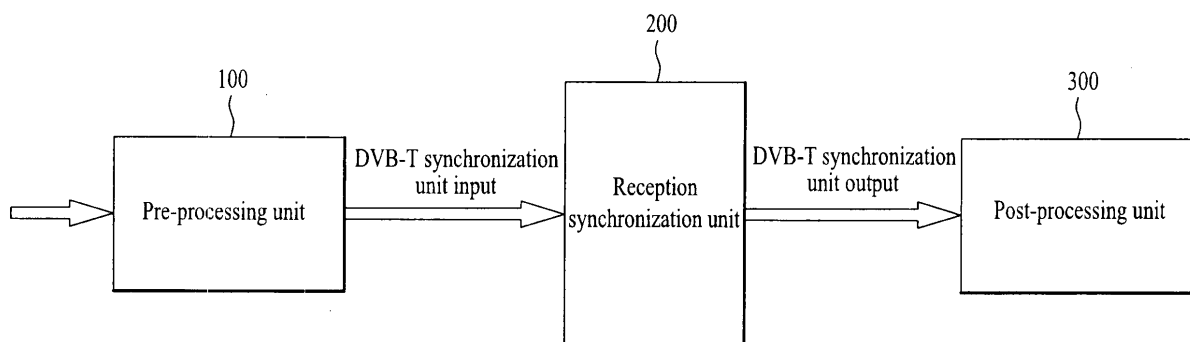 100
Pre-processing unit
DVB-T synchronization
unit input
200
Reception
synchronization unit
DVB-T synchronization
unit output
300
Post-processing unit